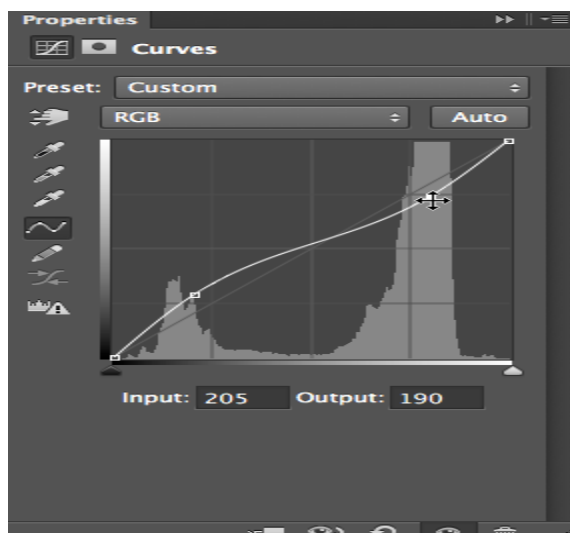 Properties
Curves
Preset: Custom
RGB Auto
Input: 205 Output: 190